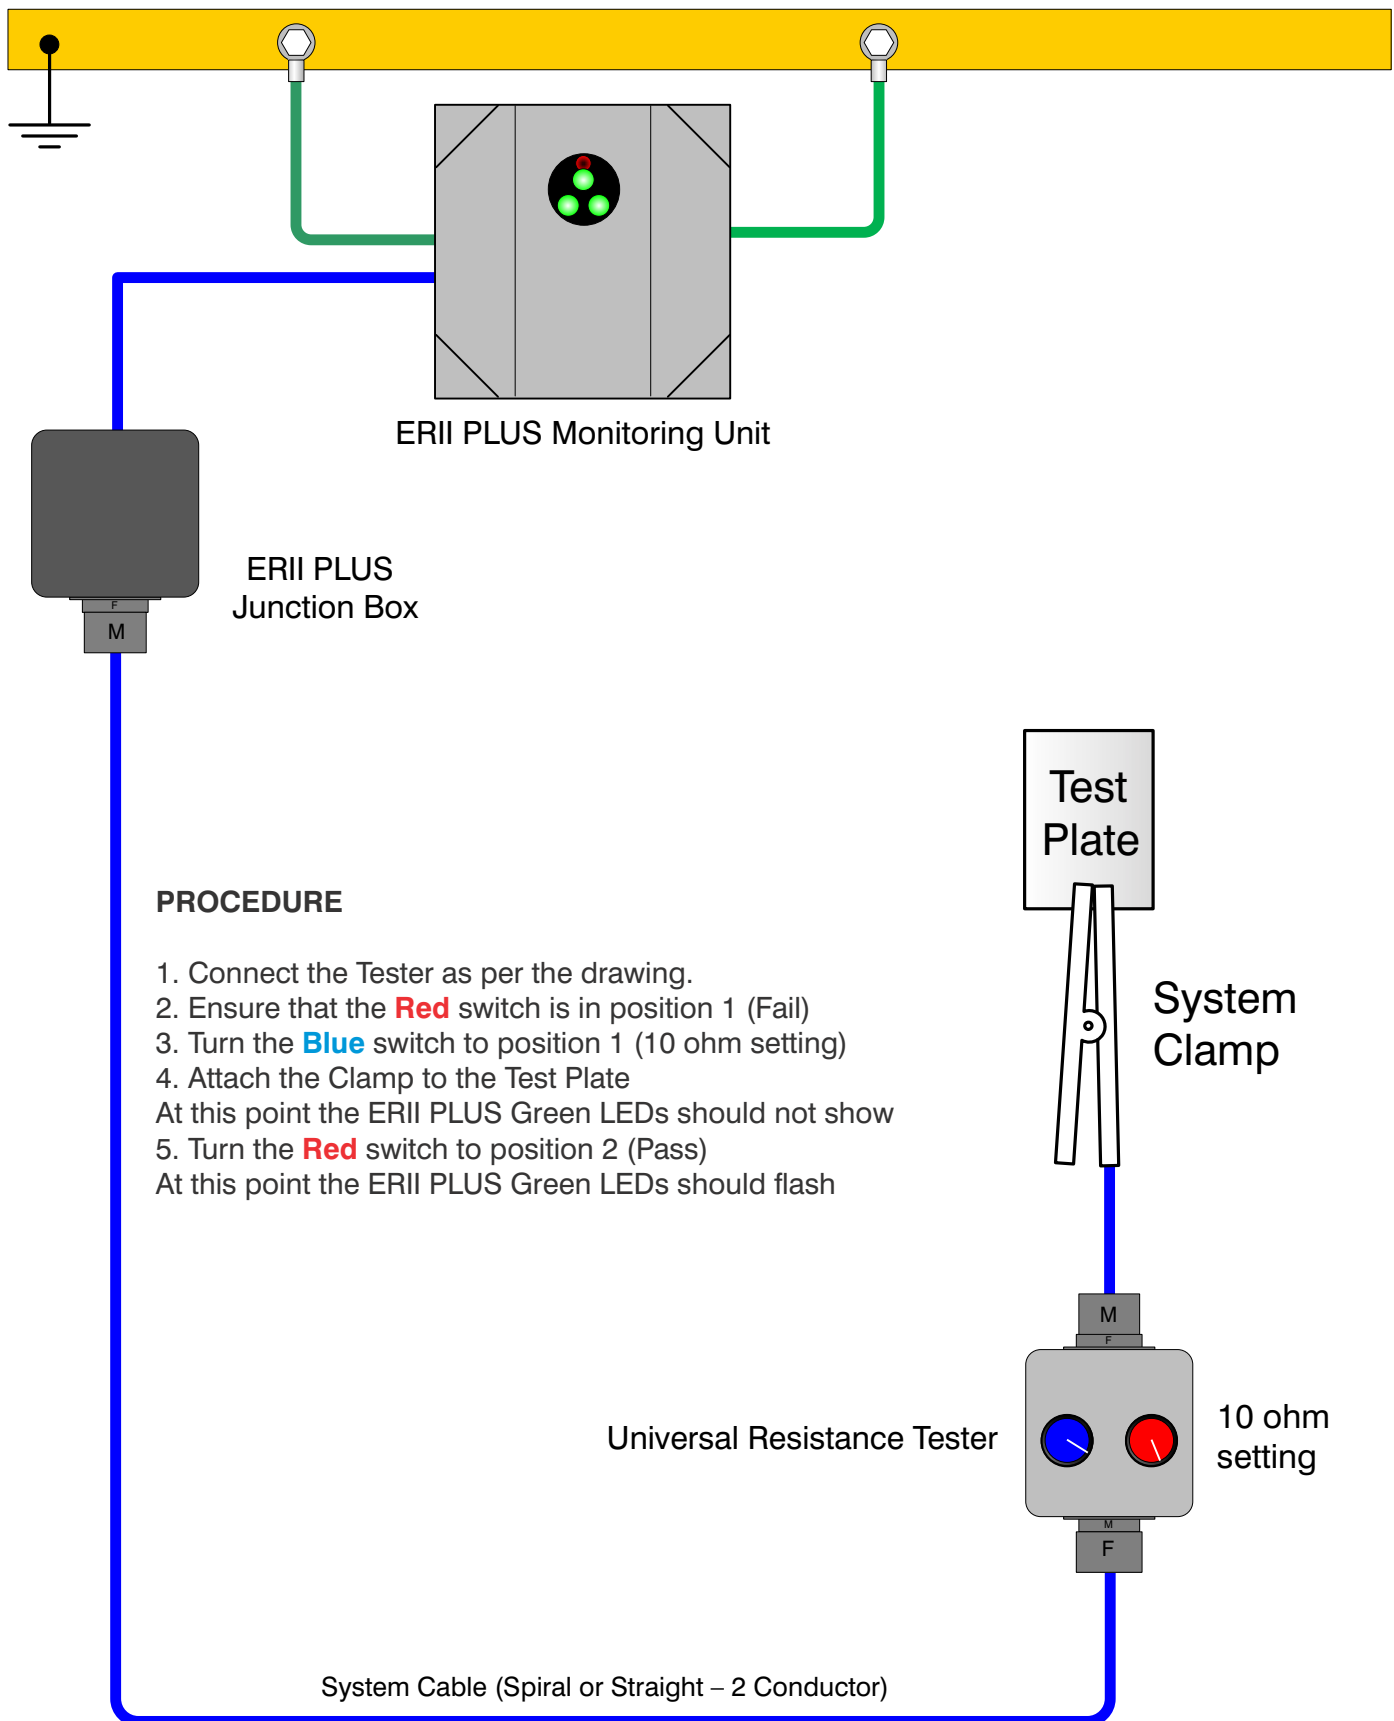 ERII PLUS Monitoring Unit
ERII PLUS
Junction Box
F
M
Test
Plate
PROCEDURE
1. Connect the Tester as per the drawing.
2. Ensure that the Red switch is in position 1 (Fail)
3. Turn the Blue switch to position 1 (10 ohm setting)
4. Attach the Clamp to the Test Plate
At this point the ERII PLUS Green LEDs should not show
5. Turn the Red switch to position 2 (Pass)
At this point the ERII PLUS Green LEDs should flash
System
Clamp
M
F
Universal Resistance Tester
10 ohm
setting
M
F
System Cable (Spiral or Straight – 2 Conductor)